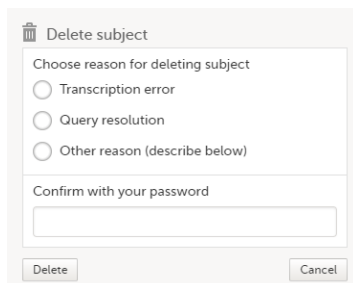 Delete subject
Choose reason for deleting subject
Transcription error
Query resolution
Other reason (describe below)
Confirm with your password
Delete Cancel